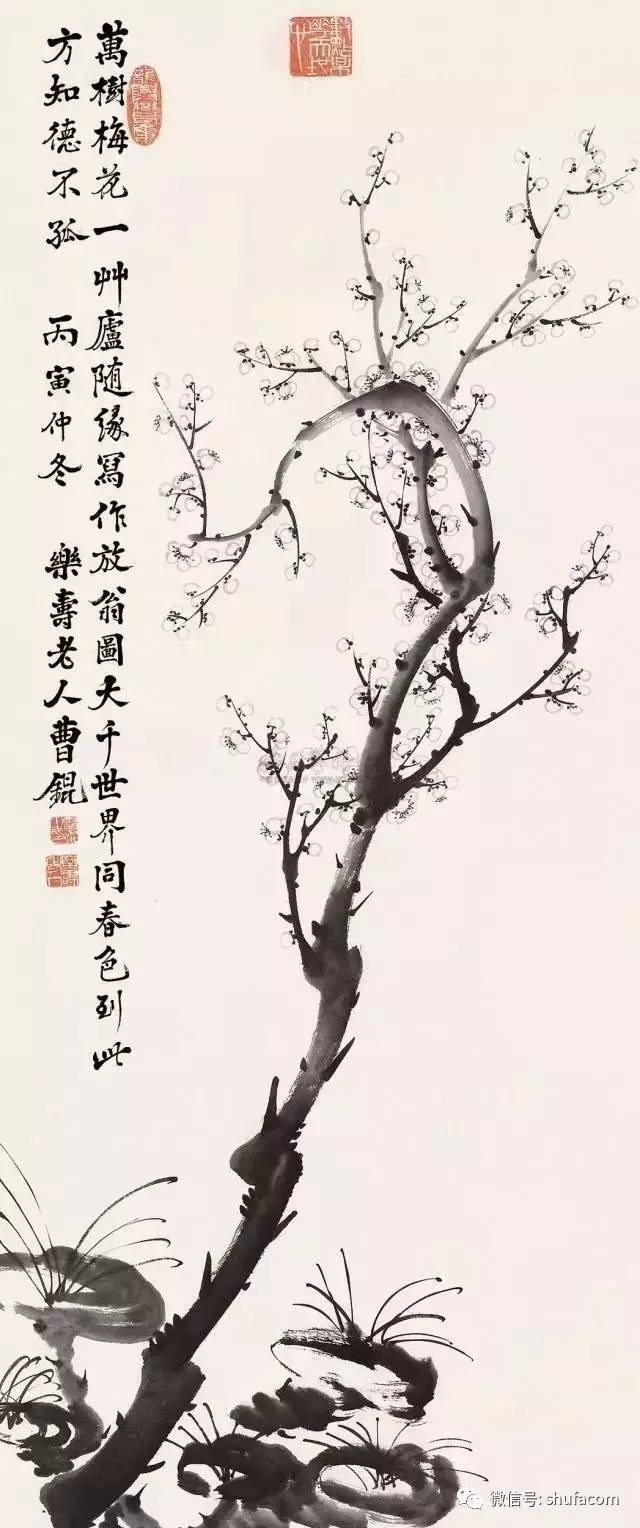 萬樹梅花一艸廬随緣寫作放翁圖大千世界同春色到此
方知德不孤　丙寅仲冬　樂壽老人曹錕
微信号: shufacom